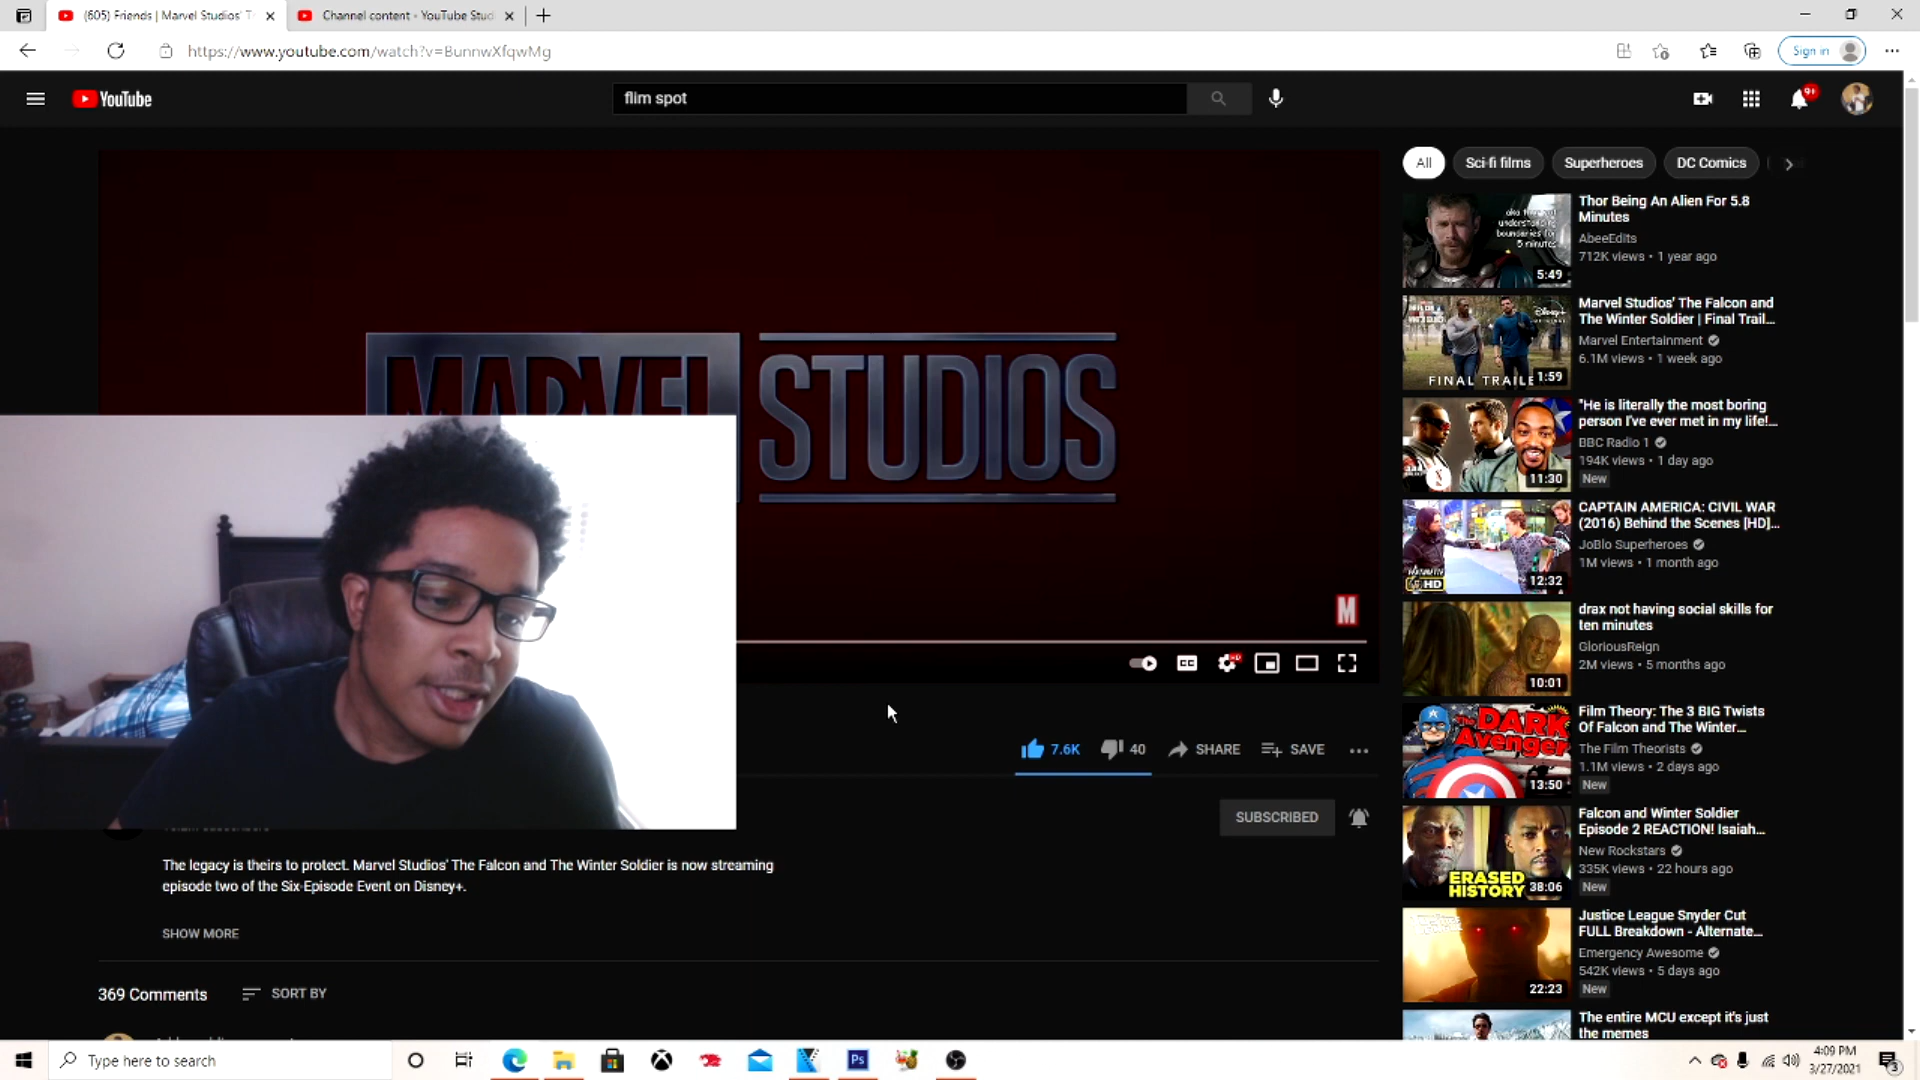 (605) Friends | Marvel Studios' T
Channel content - YouTube Stud
https://www.youtube.com/watch?v=BunnwXfqwMg
Sign in
YouTube
flim spot
9+
MARVEL STUDIOS
M
7.6K
40
SHARE
SAVE
SUBSCRIBED
The legacy is theirs to protect. Marvel Studios' The Falcon and The Winter Soldier is now streaming
episode two of the Six-Episode Event on Disney+.
SHOW MORE
369 Comments
SORT BY
All
Sci-fi films
Superheroes
DC Comics
5:49
Thor Being An Alien For 5.8
Minutes
AbeeEdits
712K views • 1 year ago
Disney+
FINAL TRAILE
1:59
Marvel Studios' The Falcon and
The Winter Soldier | Final Trail...
Marvel Entertainment
6.1M views • 1 week ago
11:30
"He is literally the most boring
person I've ever met in my life!...
BBC Radio 1
194K views • 1 day ago
New
HD
12:32
CAPTAIN AMERICA: CIVIL WAR
(2016) Behind the Scenes [HD]...
JoBlo Superheroes
1M views • 1 month ago
10:01
drax not having social skills for
ten minutes
GloriousReign
2M views • 5 months ago
The DARK
Avenger
13:50
Film Theory: The 3 BIG Twists
Of Falcon and The Winter...
The Film Theorists
1.1M views • 2 days ago
New
ERASED
HISTORY
38:06
Falcon and Winter Soldier
Episode 2 REACTION! Isaiah...
New Rockstars
335K views • 22 hours ago
New
22:23
Justice League Snyder Cut
FULL Breakdown - Alternate...
Emergency Awesome
542K views • 5 days ago
New
The entire MCU except it's just
the memes
Type here to search
Ps
4:09 PM
3/27/2021
3